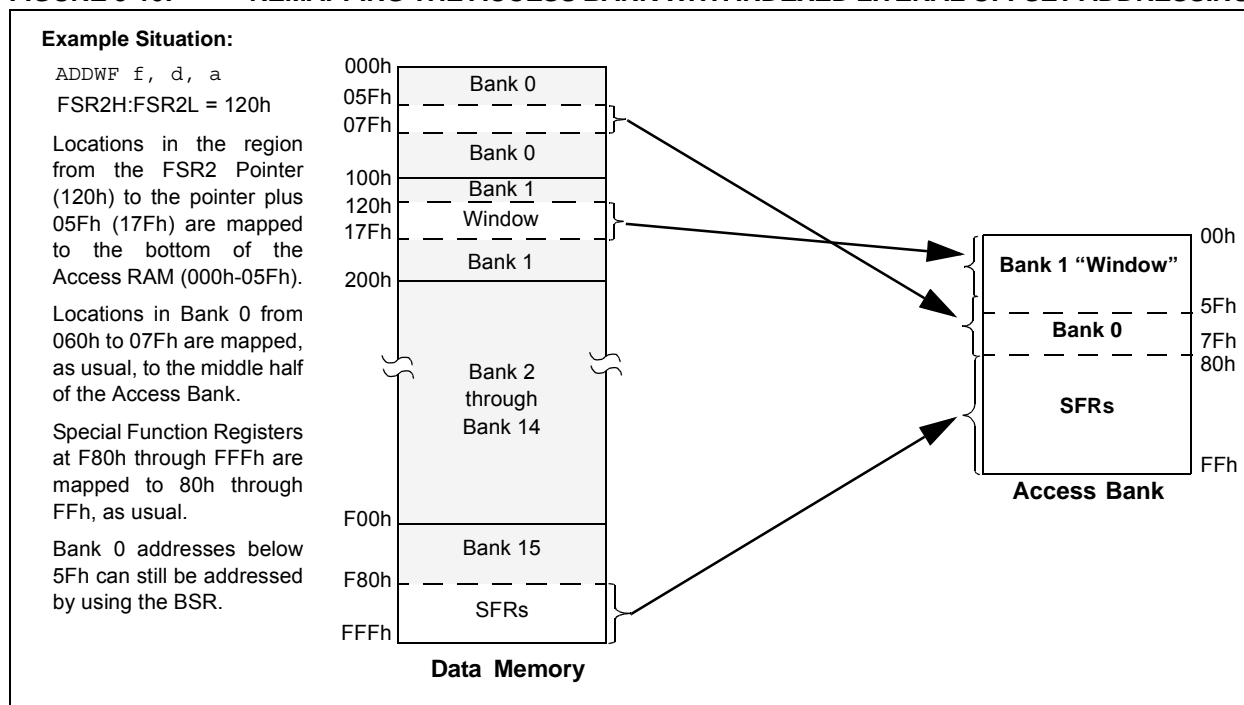 Example Situation:
ADDWF f, d, a
FSR2H:FSR2L = 120h
Locations in the region
from the FSR2 Pointer
(120h) to the pointer plus
05Fh (17Fh) are mapped
to the bottom of the
Access RAM (000h-05Fh).
Locations in Bank 0 from
060h to 07Fh are mapped,
as usual, to the middle half
of the Access Bank.
Special Function Registers
at F80h through FFFh are
mapped to 80h through
FFh, as usual.
Bank 0 addresses below
5Fh can still be addressed
by using the BSR.
000h
Bank 0
05Fh
07Fh
Bank 0
100h
Bank 1
120h
Window
17Fh
Bank 1
200h
Bank 2
through
Bank 14
F00h
Bank 15
F80h
SFRs
FFFh
Data Memory
00h
Bank 1 “Window”
5Fh
Bank 0
7Fh
80h
SFRs
FFh
Access Bank